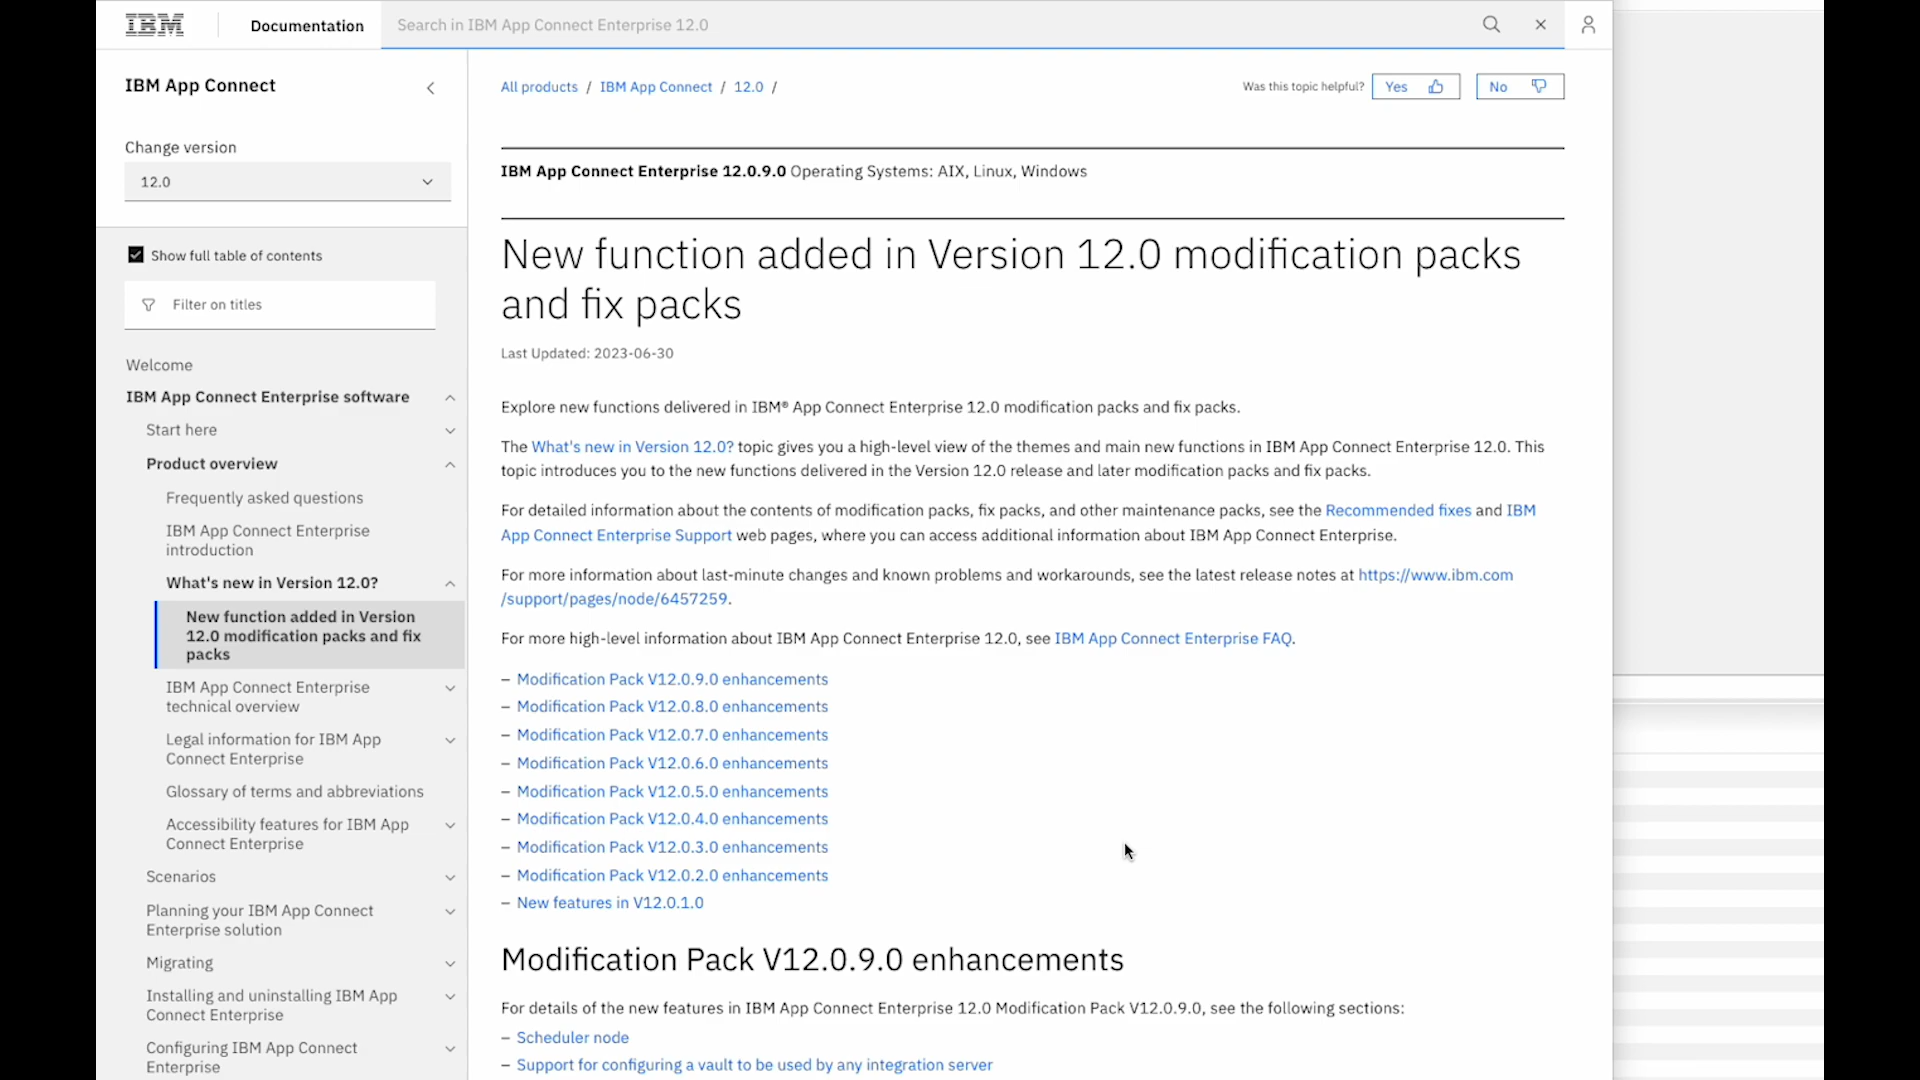 IBM
Documentation
Search in IBM App Connect Enterprise 12.0
IBM App Connect
Change version
12.0
Show full table of contents
Filter on titles
Welcome
IBM App Connect Enterprise software
Start here
Product overview
Frequently asked questions
IBM App Connect Enterprise
introduction
What's new in Version 12.0?
New function added in Version
12.0 modification packs and fix
packs
IBM App Connect Enterprise
technical overview
Legal information for IBM App
Connect Enterprise
Glossary of terms and abbreviations
Accessibility features for IBM App
Connect Enterprise
Scenarios
Planning your IBM App Connect
Enterprise solution
Migrating
Installing and uninstalling IBM App
Connect Enterprise
Configuring IBM App Connect
Enterprise
All products / IBM App Connect / 12.0 /
Was this topic helpful? Yes No
IBM App Connect Enterprise 12.0.9.0 Operating Systems: AIX, Linux, Windows
New function added in Version 12.0 modification packs
and fix packs
Last Updated: 2023-06-30
Explore new functions delivered in IBM® App Connect Enterprise 12.0 modification packs and fix packs.
The What's new in Version 12.0? topic gives you a high-level view of the themes and main new functions in IBM App Connect Enterprise 12.0. This
topic introduces you to the new functions delivered in the Version 12.0 release and later modification packs and fix packs.
For detailed information about the contents of modification packs, fix packs, and other maintenance packs, see the Recommended fixes and IBM
App Connect Enterprise Support web pages, where you can access additional information about IBM App Connect Enterprise.
For more information about last-minute changes and known problems and workarounds, see the latest release notes at https://www.ibm.com
/support/pages/node/6457259.
For more high-level information about IBM App Connect Enterprise 12.0, see IBM App Connect Enterprise FAQ.
– Modification Pack V12.0.9.0 enhancements
– Modification Pack V12.0.8.0 enhancements
– Modification Pack V12.0.7.0 enhancements
– Modification Pack V12.0.6.0 enhancements
– Modification Pack V12.0.5.0 enhancements
– Modification Pack V12.0.4.0 enhancements
– Modification Pack V12.0.3.0 enhancements
– Modification Pack V12.0.2.0 enhancements
– New features in V12.0.1.0
Modification Pack V12.0.9.0 enhancements
For details of the new features in IBM App Connect Enterprise 12.0 Modification Pack V12.0.9.0, see the following sections:
– Scheduler node
– Support for configuring a vault to be used by any integration server